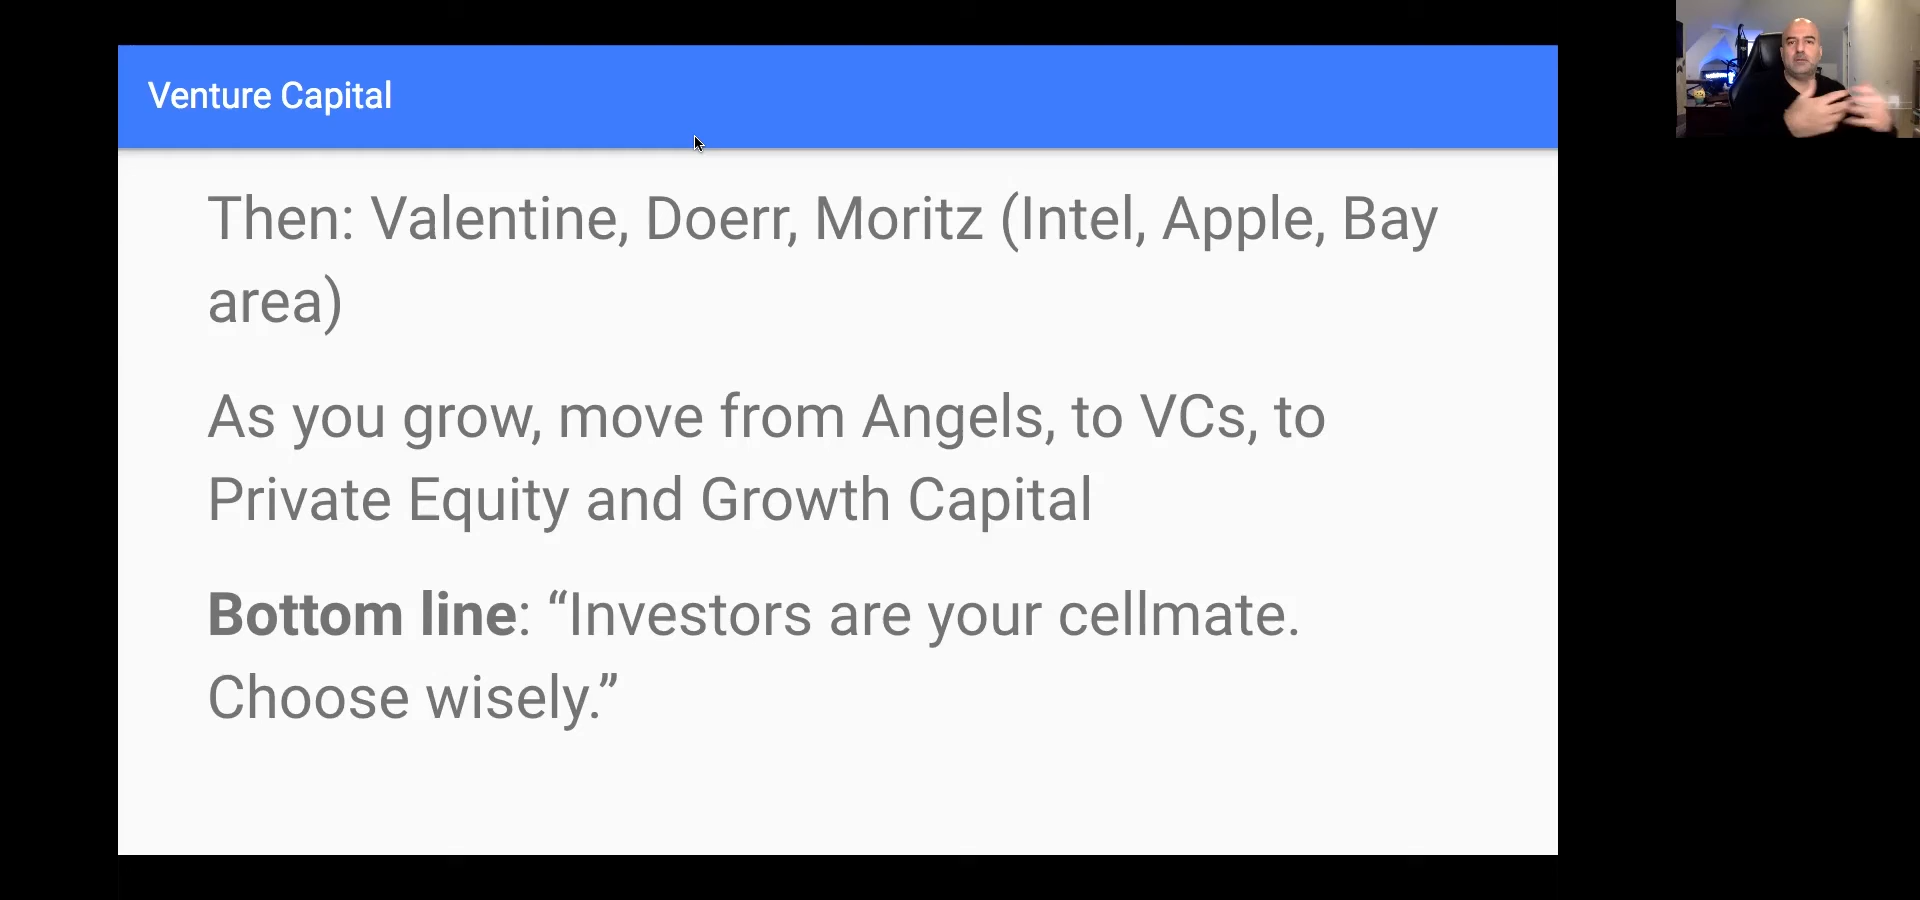 Venture Capital
Then: Valentine, Doerr, Moritz (Intel, Apple, Bay
area)
As you grow, move from Angels, to VCs, to
Private Equity and Growth Capital
Bottom line: “Investors are your cellmate.
Choose wisely.”